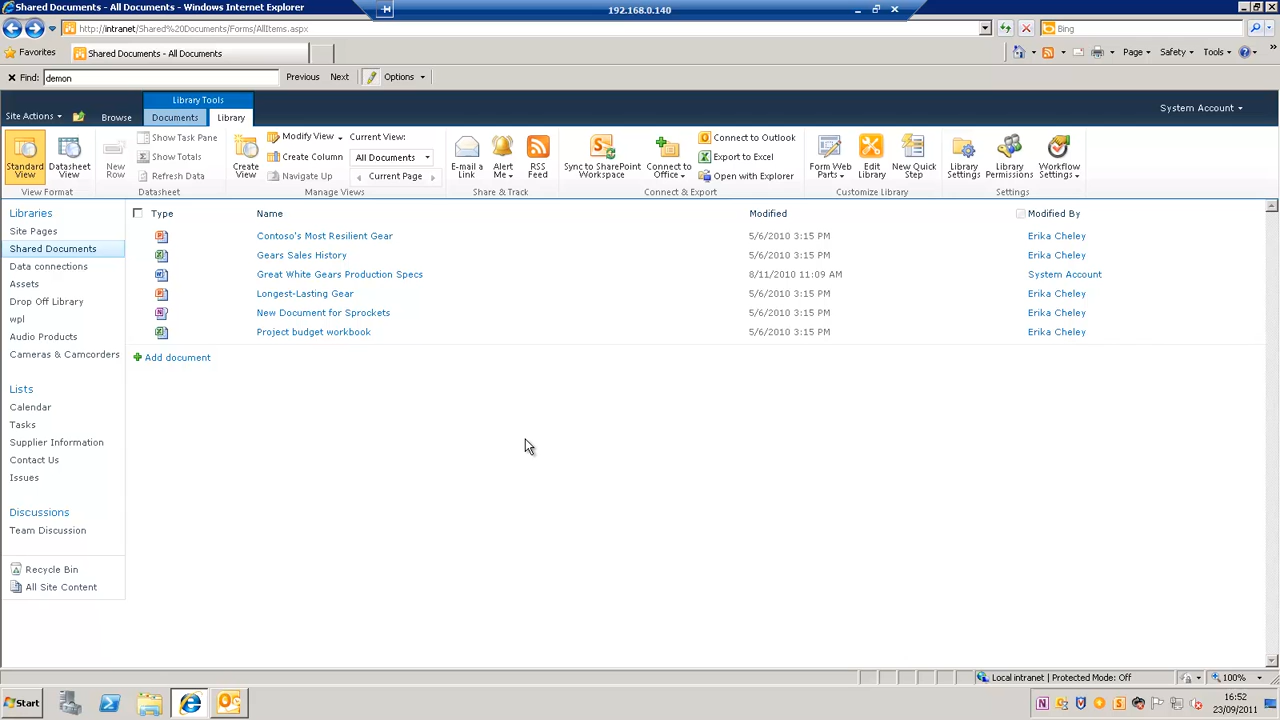 Shared Documents - All Documents - Windows Internet Explorer
192.168.0.140
http://intranet/Shared%20Documents/Forms/AllItems.aspx
Bing
Favorites
Shared Documents - All Documents
Page
Safety
Tools
Find: demon
Previous
Next
Options
Library Tools
Site Actions
Browse
Documents
Library
System Account
Standard View
Datasheet View
View Format
New Row
Show Task Pane
Show Totals
Refresh Data
Datasheet
Create View
Modify View
Create Column
Navigate Up
Current View:
All Documents
Current Page
Manage Views
E-mail a Link
Alert Me
RSS Feed
Share & Track
Sync to SharePoint Workspace
Connect to Office
Connect to Outlook
Export to Excel
Open with Explorer
Connect & Export
Form Web Parts
Edit Library
New Quick Step
Customize Library
Library Settings
Library Permissions
Workflow Settings
Settings
Libraries
Site Pages
Shared Documents
Data connections
Assets
Drop Off Library
wpl
Audio Products
Cameras & Camcorders
Lists
Calendar
Tasks
Supplier Information
Contact Us
Issues
Discussions
Team Discussion
Recycle Bin
All Site Content
Type Name Modified Modified By
Contoso's Most Resilient Gear 5/6/2010 3:15 PM Erika Cheley
Gears Sales History 5/6/2010 3:15 PM Erika Cheley
Great White Gears Production Specs 8/11/2010 11:09 AM System Account
Longest-Lasting Gear 5/6/2010 3:15 PM Erika Cheley
New Document for Sprockets 5/6/2010 3:15 PM Erika Cheley
Project budget workbook 5/6/2010 3:15 PM Erika Cheley
Add document
Local intranet | Protected Mode: Off
100%
Start
16:52
23/09/2011